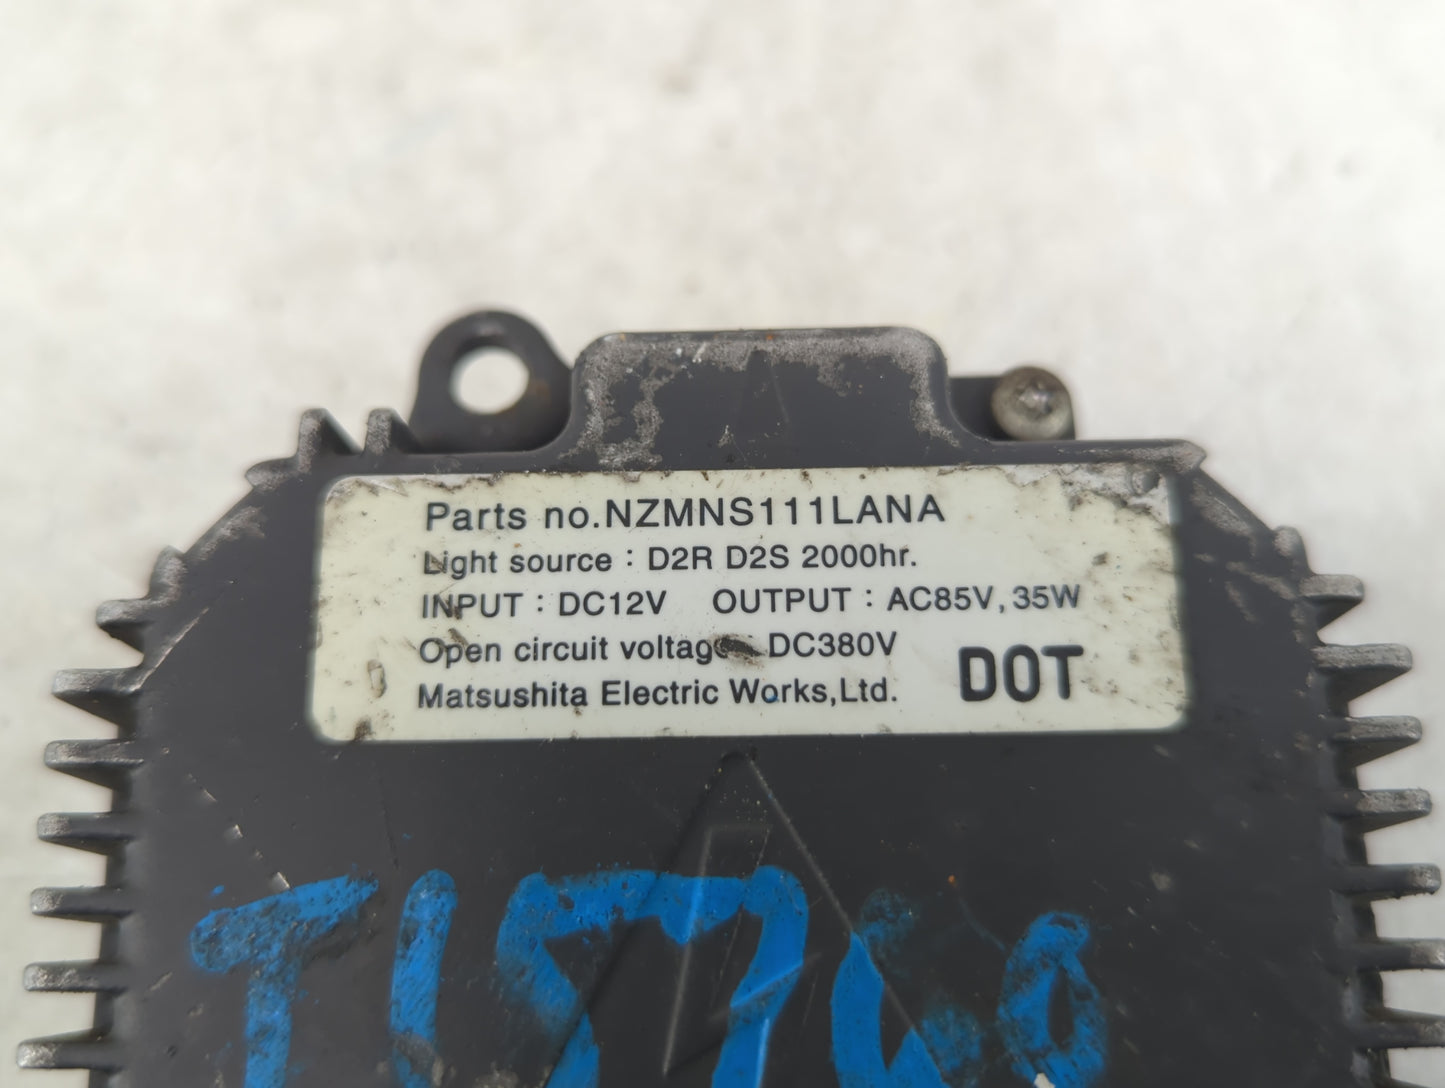 Parts no.NZMNS111LANA
Light source : D2R D2S 2000hr.
INPUT : DC12V OUTPUT : AC85V, 35W
Open circuit voltage DC380V
Matsushita Electric Works,Ltd. DOT
T15760